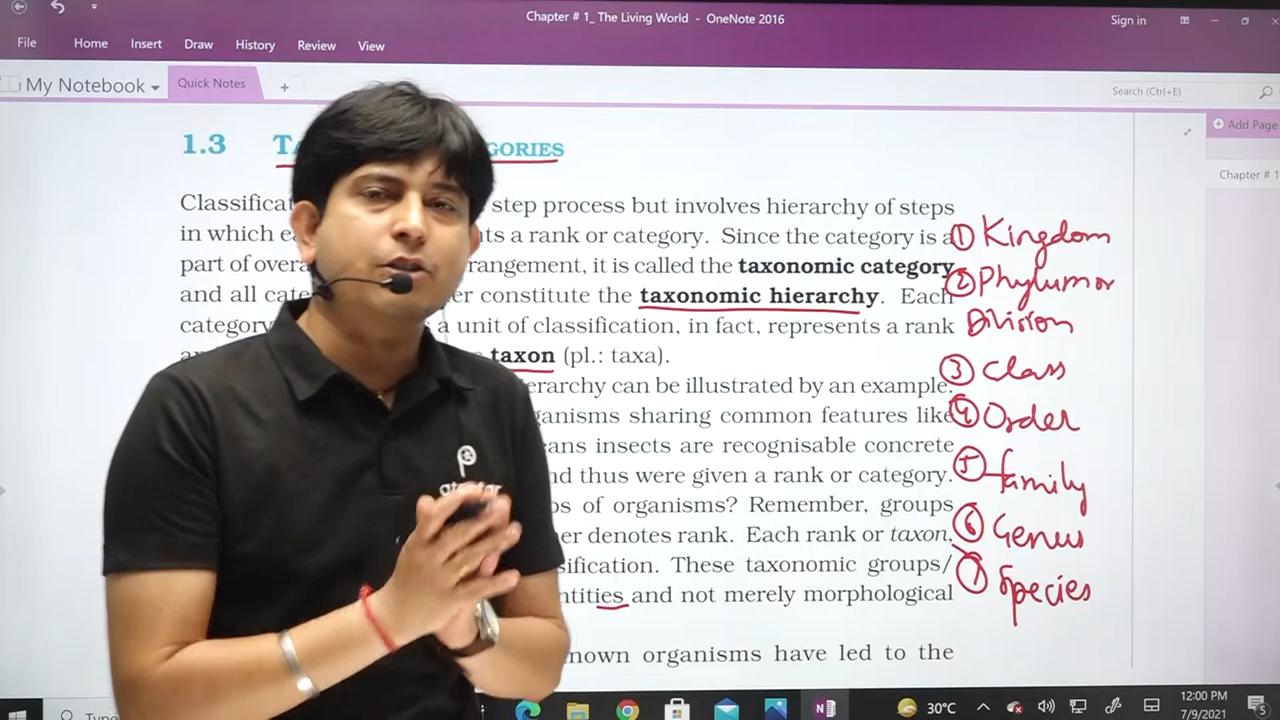 Chapter # 1_ The Living World - OneNote 2016
Sign in
File Home Insert Draw History Review View
My Notebook
Quick Notes
+
Search (Ctrl+E)
Add Page
Chapter # 1
1.3 T GORIES
Classifica step process but involves hierarchy of steps
in which e ts a rank or category. Since the category is a
part of overa rangement, it is called the taxonomic category
and all cate er constitute the taxonomic hierarchy. Each
category a unit of classification, in fact, represents a rank
taxon (pl.: taxa).
erarchy can be illustrated by an example.
ganisms sharing common features like
eans insects are recognisable concrete
nd thus were given a rank or category.
ps of organisms? Remember, groups
er denotes rank. Each rank or taxon,
sification. These taxonomic groups/
ntities and not merely morphological
nown organisms have led to the
① Kingdom
② Phylum or
Division
③ Class
④ Order
⑤ family
⑥ Genus
⑦ Species
Type
30°C
12:00 PM
7/9/2021
5